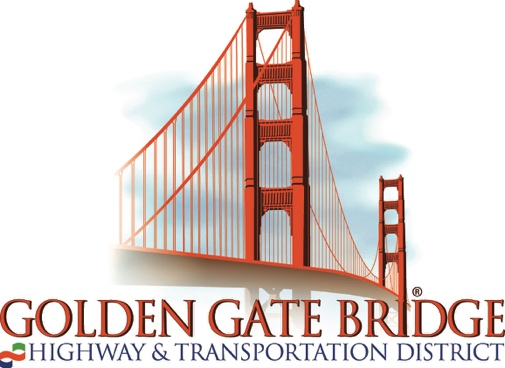 GOLDEN GATE BRIDGE®
HIGHWAY & TRANSPORTATION DISTRICT